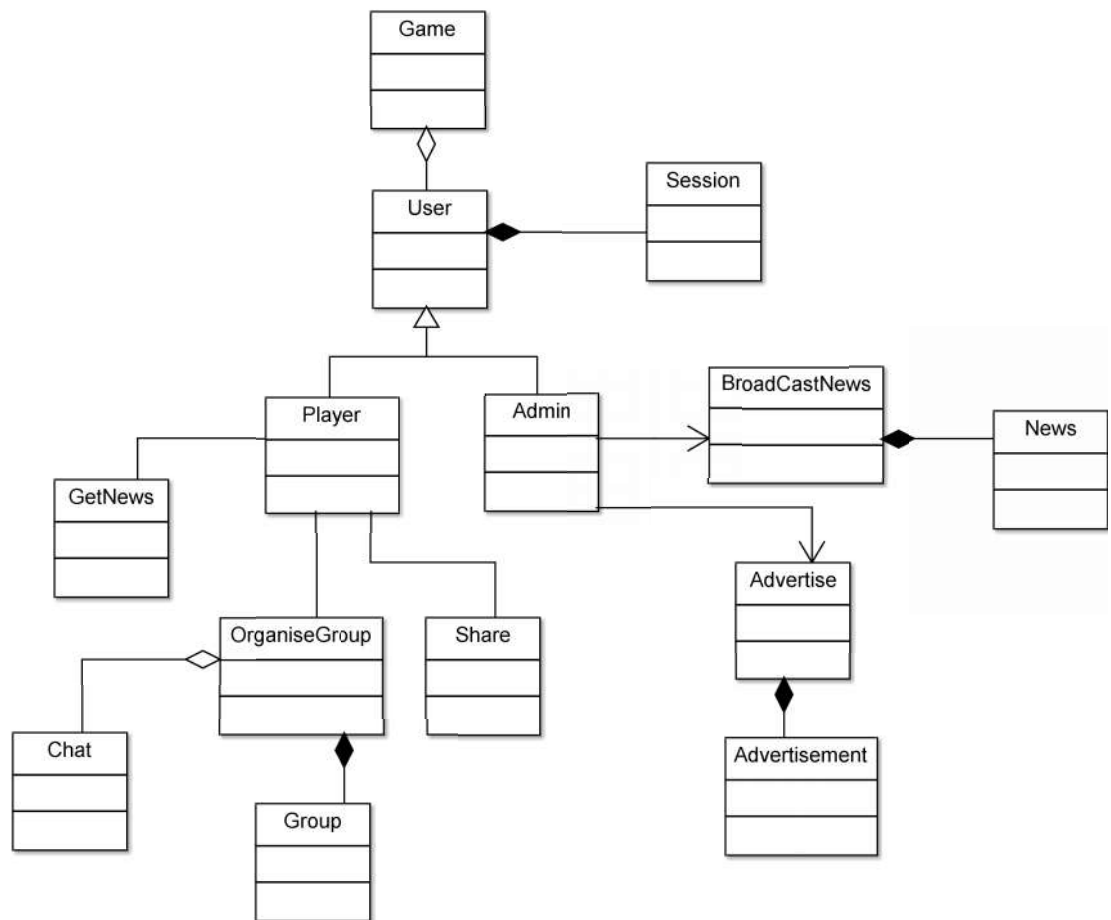 Game
Session
User
BroadCastNews
Player
Admin
News
GetNews
Advertise
OrganiseGroup
Share
Chat
Advertisement
Group